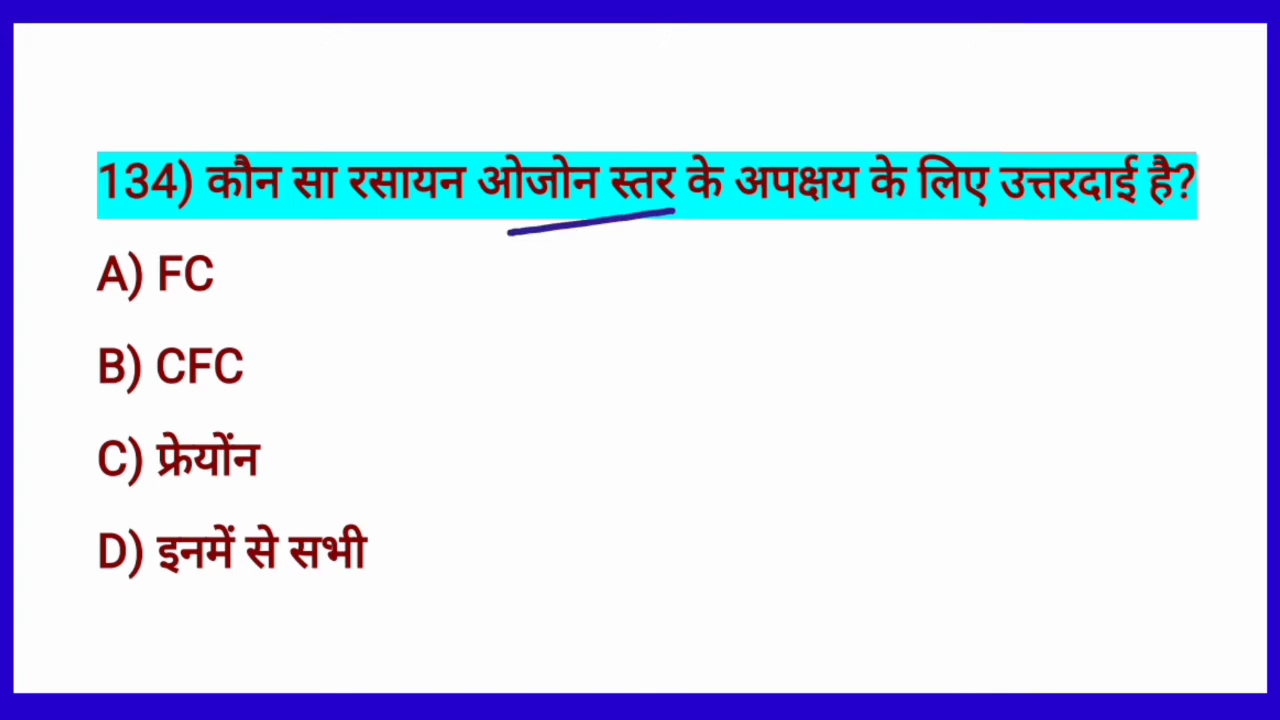 134) कौन सा रसायन ओजोन स्तर के अपक्षय के लिए उत्तरदाई है?
A) FC
B) CFC
C) फ्रेयोंन
D) इनमें से सभी